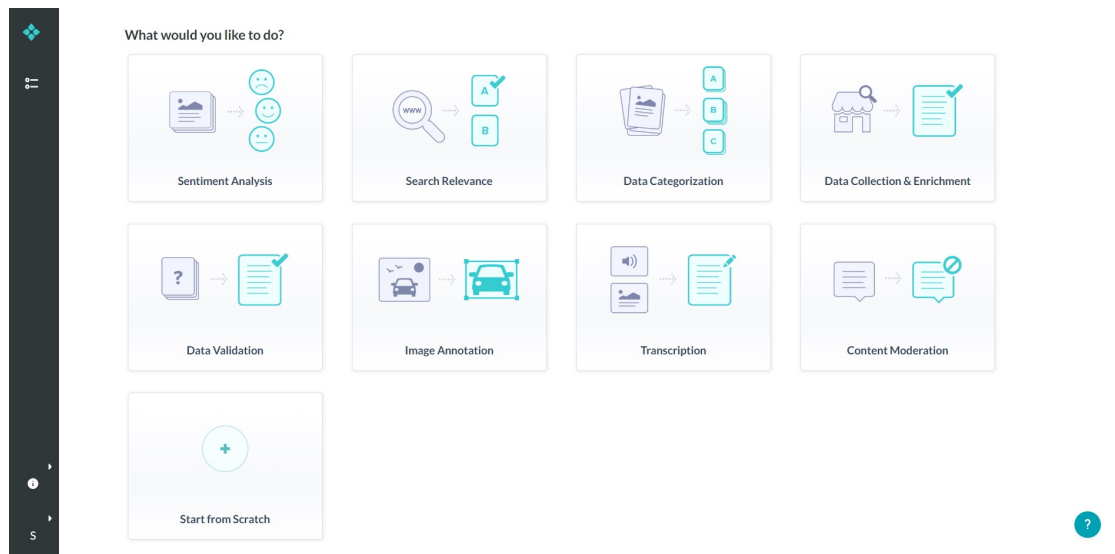 What would you like to do?
A
WWW
B
A
B
C
Sentiment Analysis
Search Relevance
Data Categorization
Data Collection & Enrichment
?
Data Validation
Image Annotation
Transcription
Content Moderation
+
Start from Scratch
S
?